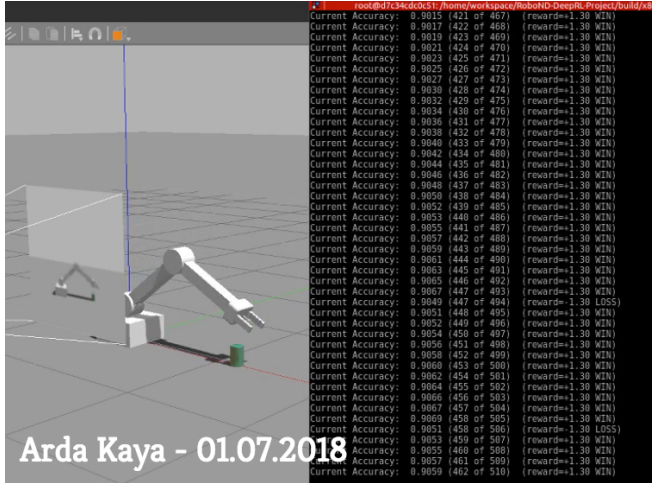 root@d7c34cdc0c51: /home/workspace/RoboND-DeepRL-Project/build/x8
Current Accuracy:  0.9015 (421 of 467)  (reward=+1.30 WIN)
Current Accuracy:  0.9017 (422 of 468)  (reward=+1.30 WIN)
Current Accuracy:  0.9019 (423 of 469)  (reward=+1.30 WIN)
Current Accuracy:  0.9021 (424 of 470)  (reward=+1.30 WIN)
Current Accuracy:  0.9023 (425 of 471)  (reward=+1.30 WIN)
Current Accuracy:  0.9025 (426 of 472)  (reward=+1.30 WIN)
Current Accuracy:  0.9027 (427 of 473)  (reward=+1.30 WIN)
Current Accuracy:  0.9030 (428 of 474)  (reward=+1.30 WIN)
Current Accuracy:  0.9032 (429 of 475)  (reward=+1.30 WIN)
Current Accuracy:  0.9034 (430 of 476)  (reward=+1.30 WIN)
Current Accuracy:  0.9036 (431 of 477)  (reward=+1.30 WIN)
Current Accuracy:  0.9038 (432 of 478)  (reward=+1.30 WIN)
Current Accuracy:  0.9040 (433 of 479)  (reward=+1.30 WIN)
Current Accuracy:  0.9042 (434 of 480)  (reward=+1.30 WIN)
Current Accuracy:  0.9044 (435 of 481)  (reward=+1.30 WIN)
Current Accuracy:  0.9046 (436 of 482)  (reward=+1.30 WIN)
Current Accuracy:  0.9048 (437 of 483)  (reward=+1.30 WIN)
Current Accuracy:  0.9050 (438 of 484)  (reward=+1.30 WIN)
Current Accuracy:  0.9052 (439 of 485)  (reward=+1.30 WIN)
Current Accuracy:  0.9053 (440 of 486)  (reward=+1.30 WIN)
Current Accuracy:  0.9055 (441 of 487)  (reward=+1.30 WIN)
Current Accuracy:  0.9057 (442 of 488)  (reward=+1.30 WIN)
Current Accuracy:  0.9059 (443 of 489)  (reward=+1.30 WIN)
Current Accuracy:  0.9061 (444 of 490)  (reward=+1.30 WIN)
Current Accuracy:  0.9063 (445 of 491)  (reward=+1.30 WIN)
Current Accuracy:  0.9065 (446 of 492)  (reward=+1.30 WIN)
Current Accuracy:  0.9067 (447 of 493)  (reward=+1.30 WIN)
Current Accuracy:  0.9049 (447 of 494)  (reward=-1.30 LOSS)
Current Accuracy:  0.9051 (448 of 495)  (reward=+1.30 WIN)
Current Accuracy:  0.9052 (449 of 496)  (reward=+1.30 WIN)
Current Accuracy:  0.9054 (450 of 497)  (reward=+1.30 WIN)
Current Accuracy:  0.9056 (451 of 498)  (reward=+1.30 WIN)
Current Accuracy:  0.9058 (452 of 499)  (reward=+1.30 WIN)
Current Accuracy:  0.9060 (453 of 500)  (reward=+1.30 WIN)
Current Accuracy:  0.9062 (454 of 501)  (reward=+1.30 WIN)
Current Accuracy:  0.9064 (455 of 502)  (reward=+1.30 WIN)
Current Accuracy:  0.9066 (456 of 503)  (reward=+1.30 WIN)
Current Accuracy:  0.9067 (457 of 504)  (reward=+1.30 WIN)
Current Accuracy:  0.9069 (458 of 505)  (reward=+1.30 WIN)
Current Accuracy:  0.9051 (458 of 506)  (reward=-1.30 LOSS)
Current Accuracy:  0.9053 (459 of 507)  (reward=+1.30 WIN)
Current Accuracy:  0.9055 (460 of 508)  (reward=+1.30 WIN)
Current Accuracy:  0.9057 (461 of 509)  (reward=+1.30 WIN)
Current Accuracy:  0.9059 (462 of 510)  (reward=+1.30 WIN)
Arda Kaya - 01.07.2018